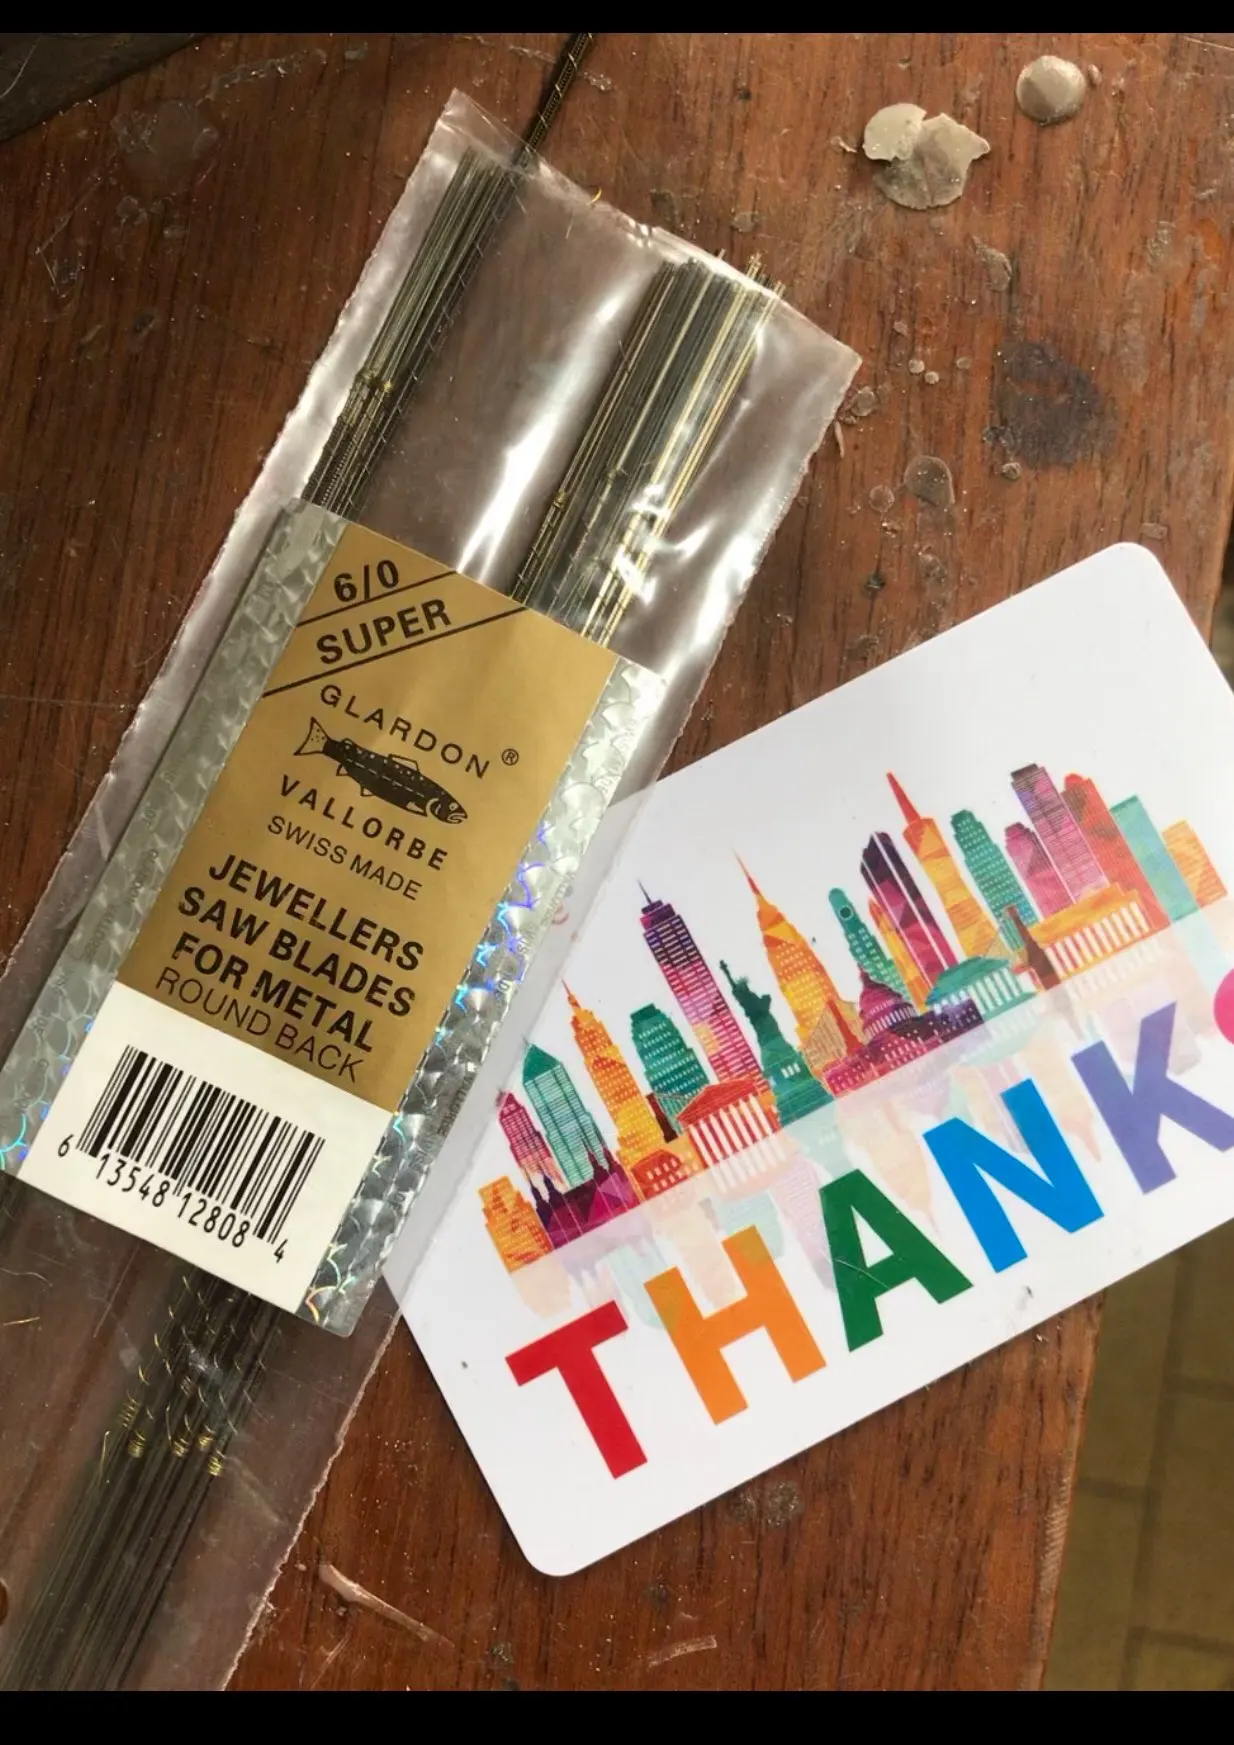 6/0
SUPER
GLARDON®
VALLORBE
SWISS MADE
JEWELLERS
SAW BLADES
FOR METAL
ROUND BACK
6 13548 12808 4
THANK